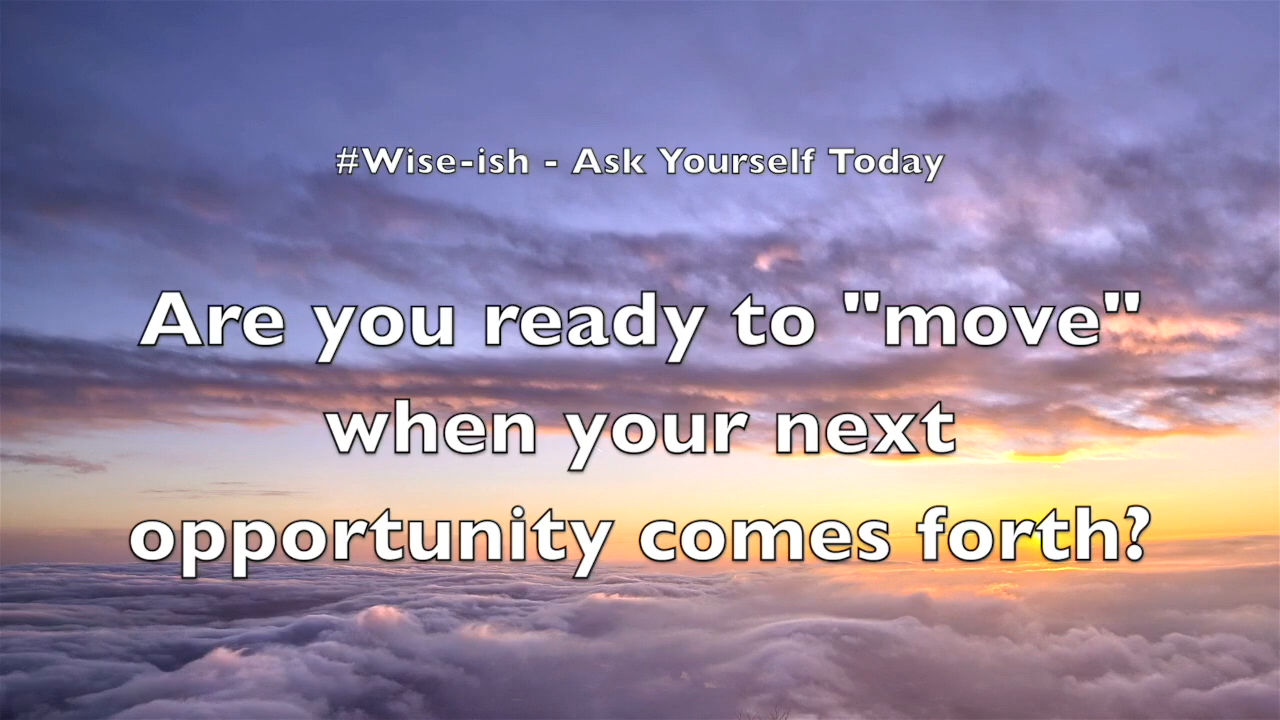 #Wise-ish - Ask Yourself Today
Are you ready to "move"
when your next
opportunity comes forth?